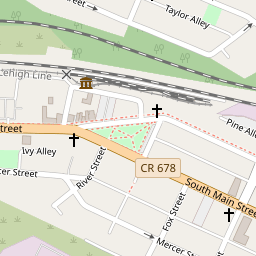 Taylor Alley
Lehigh Line
Pine Alley
Street
Ivy Alley
CR 678
River Street
South Main Street
Street
Fox Street
Mercer Street